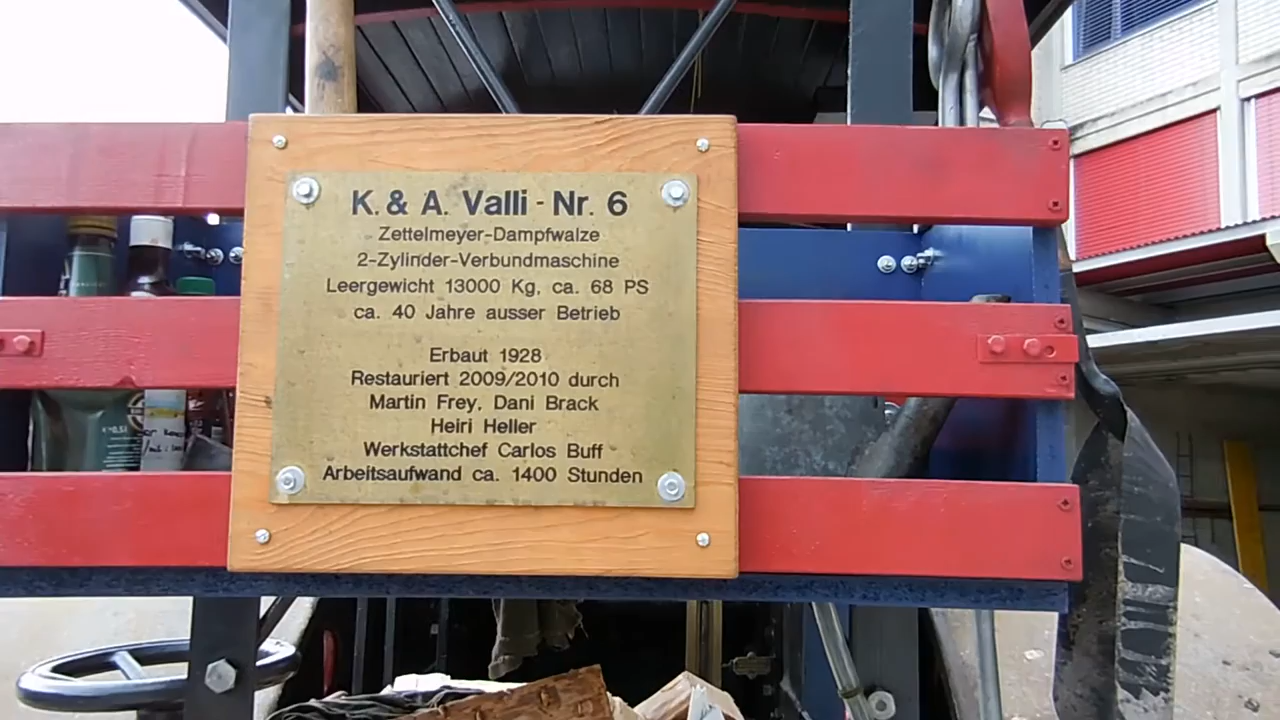 K. & A. Valli - Nr. 6
Zettelmeyer-Dampfwalze
2-Zylinder-Verbundmaschine
Leergewicht 13000 Kg, ca. 68 PS
ca. 40 Jahre ausser Betrieb
Erbaut 1928
Restauriert 2009/2010 durch
Martin Frey, Dani Brack
Heiri Heller
Werkstattchef Carlos Buff
Arbeitsaufwand ca. 1400 Stunden